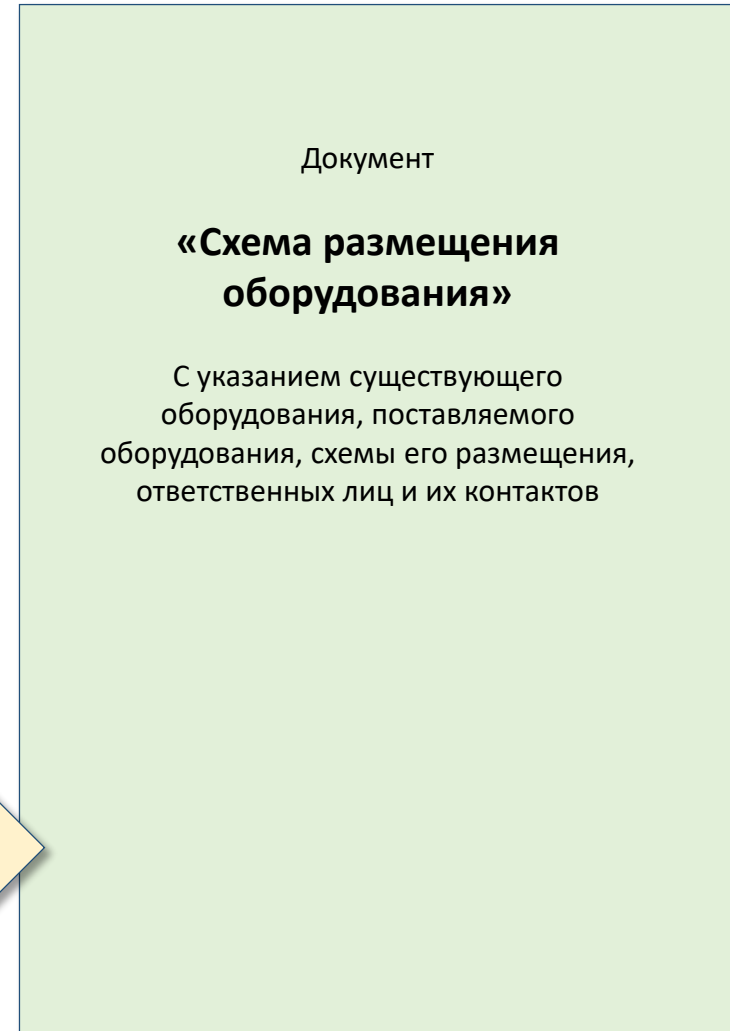 Документ
«Схема размещения
оборудования»
С указанием существующего
оборудования, поставляемого
оборудования, схемы его размещения,
ответственных лиц и их контактов